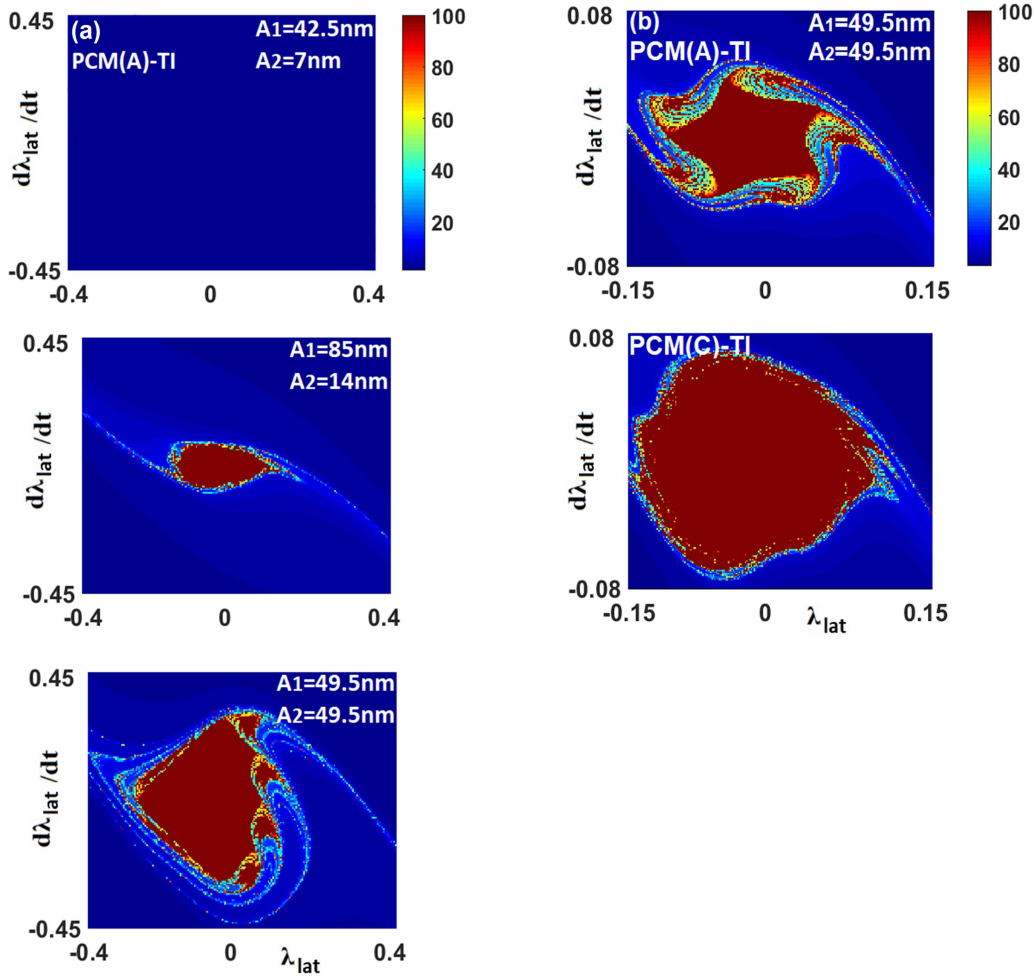 0.45
(a)
A1=42.5nm
PCM(A)-TI
A2=7nm
dλlat /dt
-0.45
-0.4
0
0.4
100
80
60
40
20
0.08
(b)
A1=49.5nm
PCM(A)-TI
A2=49.5nm
dλlat /dt
-0.08
-0.15
0
0.15
100
80
60
40
20
0.45
A1=85nm
A2=14nm
dλlat /dt
-0.45
-0.4
0
0.4
0.08
PCM(C)-TI
dλlat /dt
-0.08
-0.15
0
λlat
0.15
0.45
A1=49.5nm
A2=49.5nm
dλlat /dt
-0.45
-0.4
0
λlat
0.4